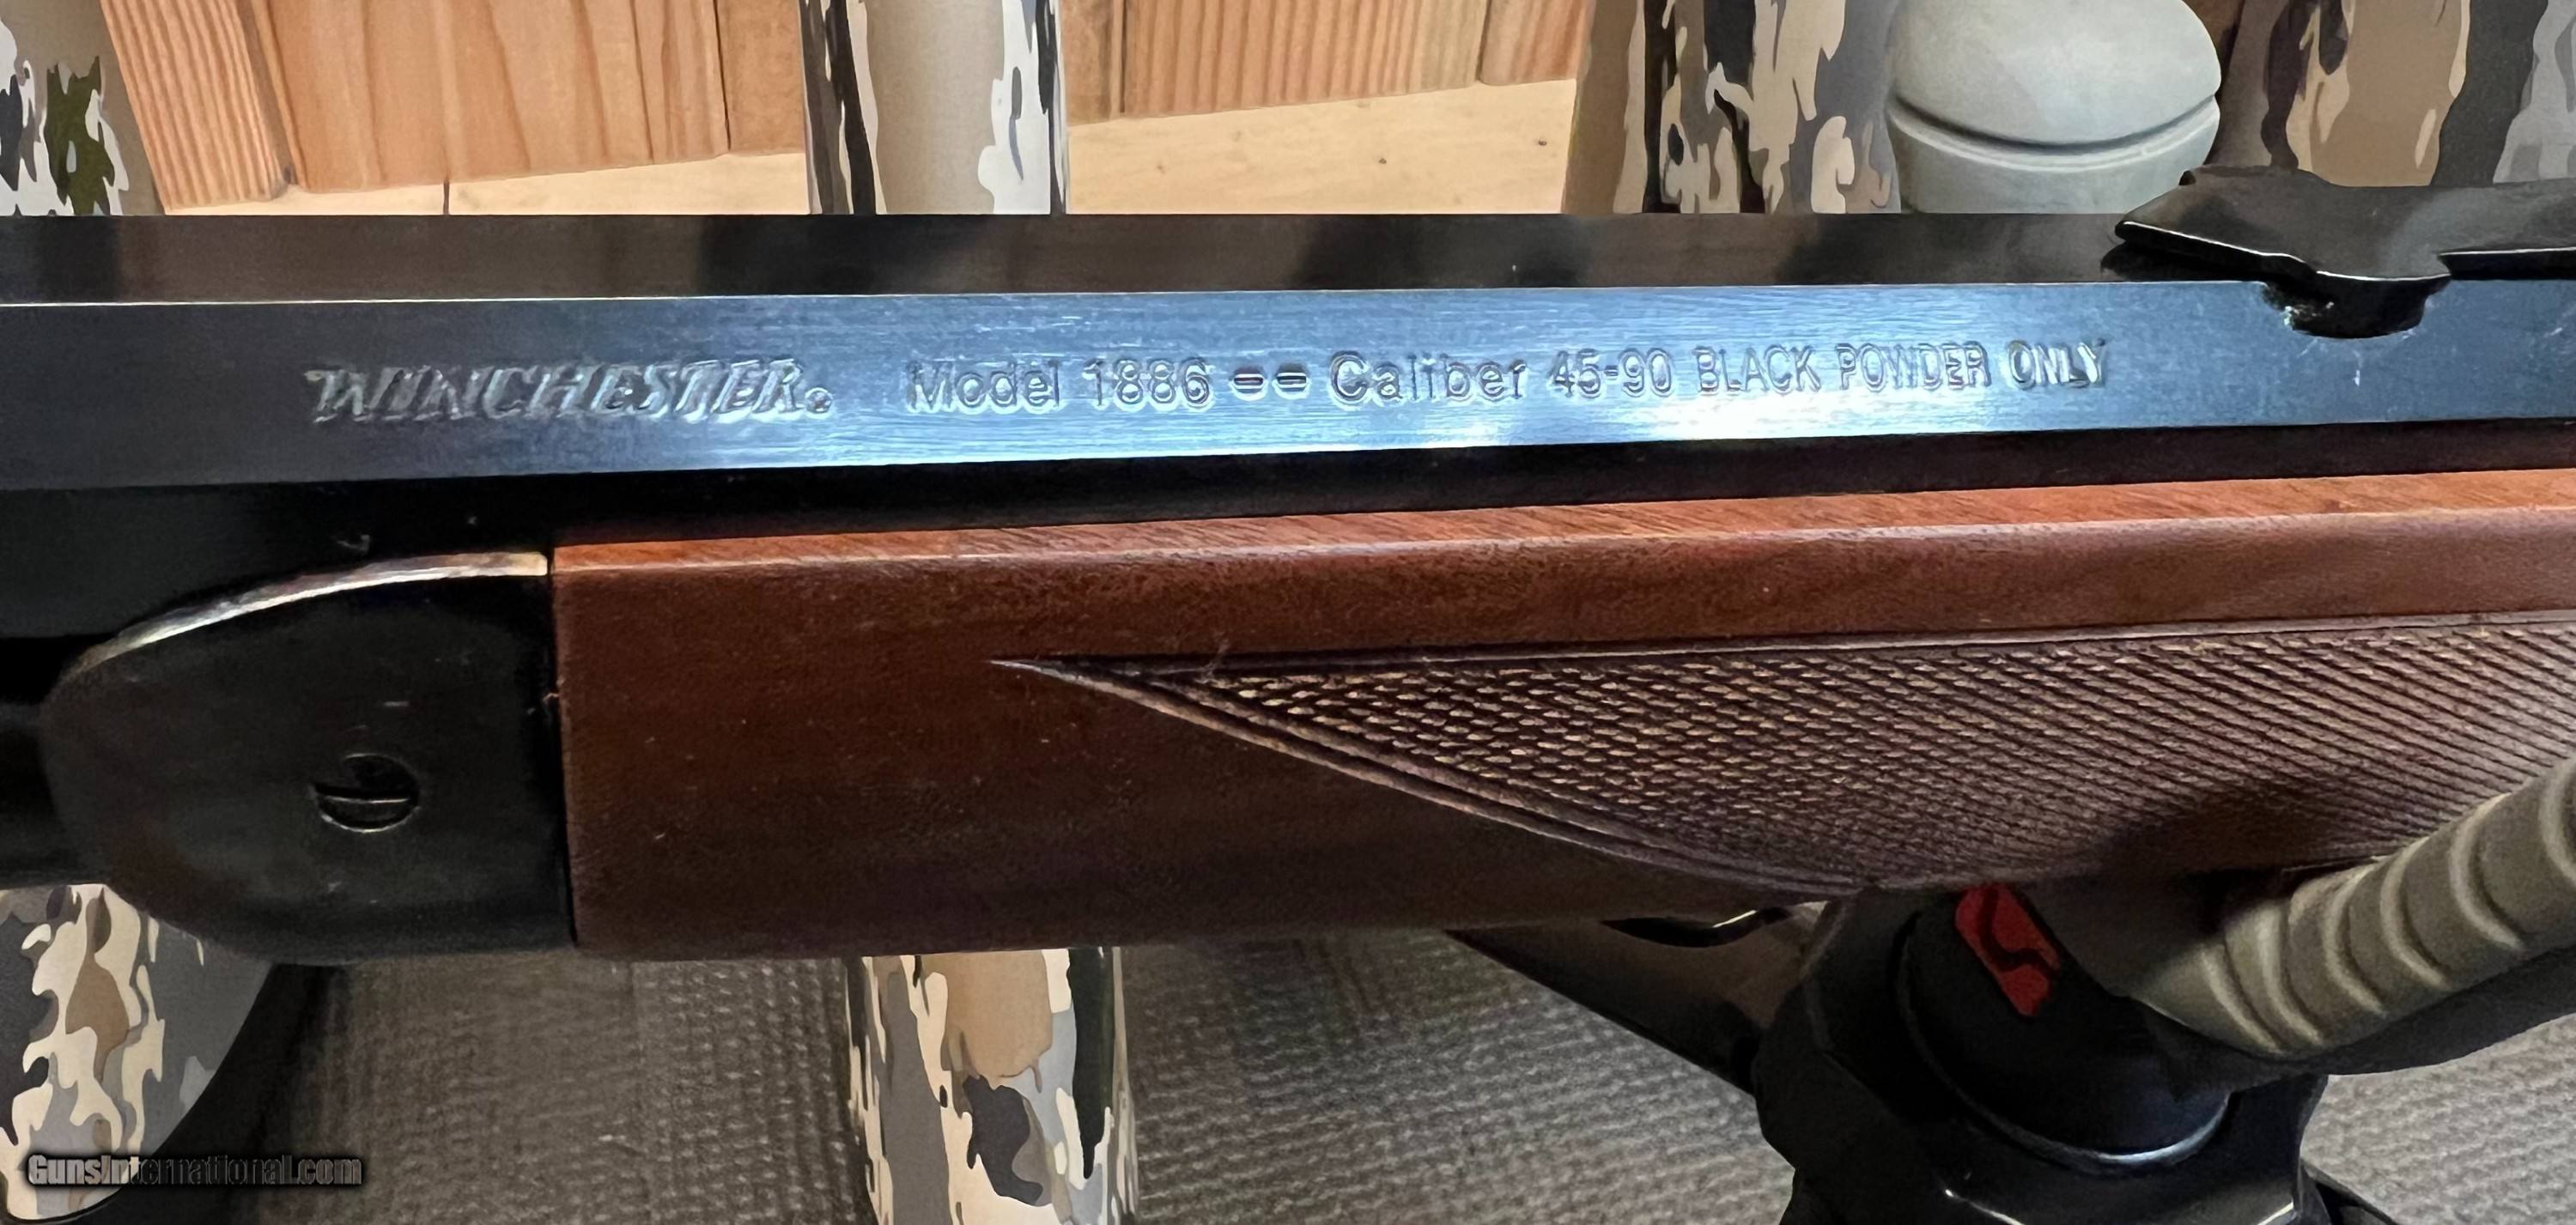 WINCHESTER® Model 1886 == Caliber 45-90 BLACK POWDER ONLY
GunsInternational.com